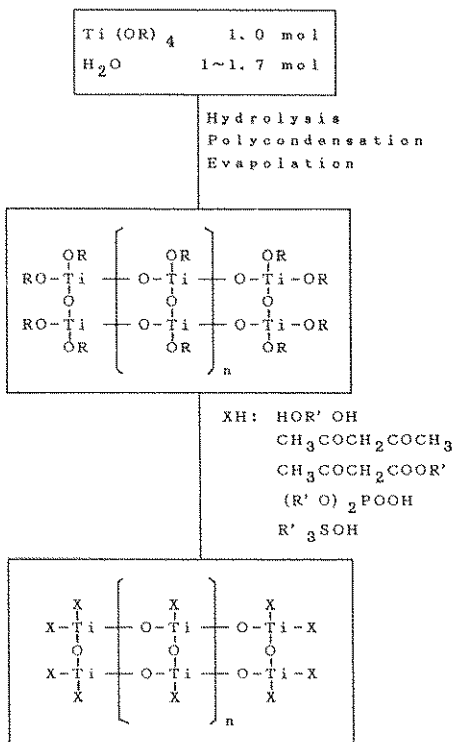 Ti(OR)4 1.0 mol
H2O 1~1.7 mol
Hydrolysis
Polycondensation
Evapolation
OR OR OR
RO-Ti-O-Ti-O-Ti-OR
O O O
RO-Ti-O-Ti-O-Ti-OR
OR OR OR
n
XH: HOR'OH
CH3COCH2COCH3
CH3COCH2COOR'
(R'O)2POOH
R'3SOH
X X X
X-Ti-O-Ti-O-Ti-X
O O O
X-Ti-O-Ti-O-Ti-X
X X X
n